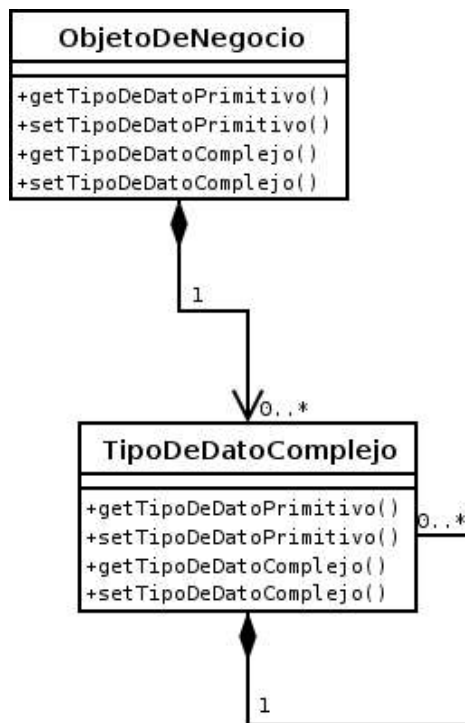 ObjetoDeNegocio
+getTipoDeDatoPrimitivo()
+setTipoDeDatoPrimitivo()
+getTipoDeDatoComplejo()
+setTipoDeDatoComplejo()
1
0..*
TipoDeDatoComplejo
+getTipoDeDatoPrimitivo()
+setTipoDeDatoPrimitivo()
0..*
+getTipoDeDatoComplejo()
+setTipoDeDatoComplejo()
1